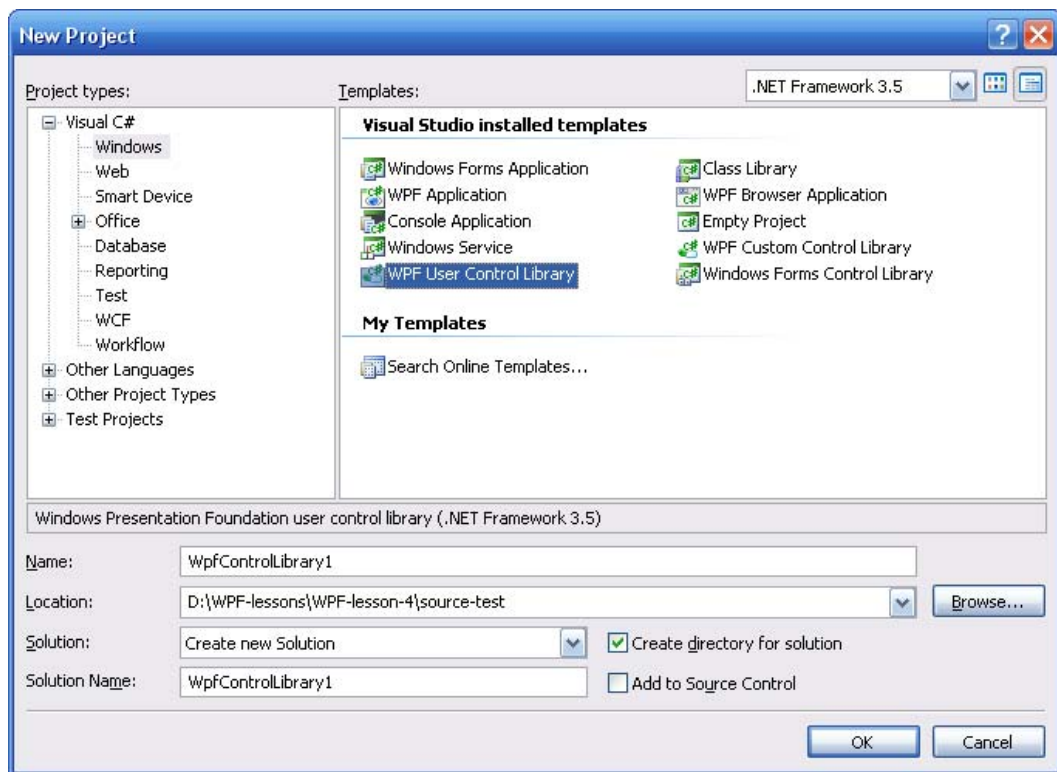 New Project
Project types:
Templates:
.NET Framework 3.5
Visual C#
Windows
Web
Smart Device
Office
Database
Reporting
Test
WCF
Workflow
Other Languages
Other Project Types
Test Projects
Visual Studio installed templates
Windows Forms Application
Class Library
WPF Application
WPF Browser Application
Console Application
Empty Project
Windows Service
WPF Custom Control Library
WPF User Control Library
Windows Forms Control Library
My Templates
Search Online Templates...
Windows Presentation Foundation user control library (.NET Framework 3.5)
Name:
WpfControlLibrary1
Location:
D:\WPF-lessons\WPF-lesson-4\source-test
Browse...
Solution:
Create new Solution
Create directory for solution
Solution Name:
WpfControlLibrary1
Add to Source Control
OK
Cancel